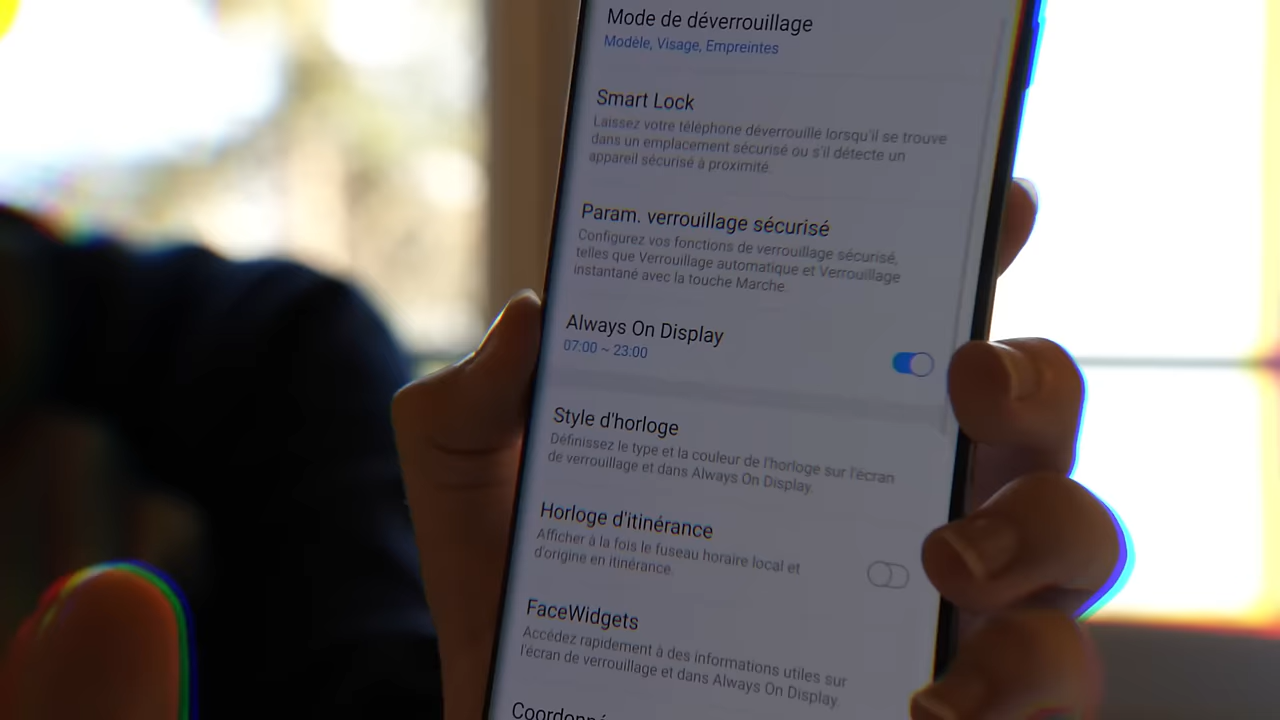 Mode de déverrouillage
Modèle, Visage, Empreintes
Smart Lock
Laissez votre téléphone déverrouillé lorsqu'il se trouve
dans un emplacement sécurisé ou s'il détecte un
appareil sécurisé à proximité.
Param. verrouillage sécurisé
Configurez vos fonctions de verrouillage sécurisé,
telles que Verrouillage automatique et Verrouillage
instantané avec la touche Marche.
Always On Display
07:00 ~ 23:00
Style d'horloge
Définissez le type et la couleur de l'horloge sur l'écran
de verrouillage et dans Always On Display.
Horloge d'itinérance
Afficher à la fois le fuseau horaire local et
d'origine en itinérance.
FaceWidgets
Accédez rapidement à des informations utiles sur
l'écran de verrouillage et dans Always On Display.